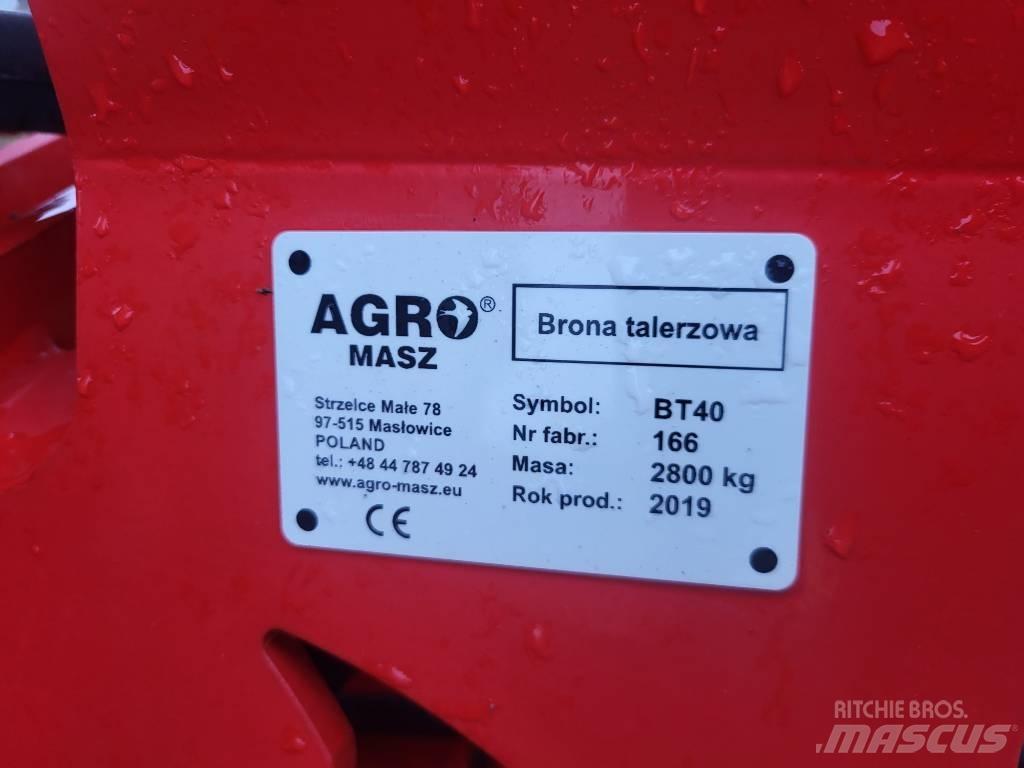 AGRO®
MASZ
Brona talerzowa
Strzelce Małe 78
97-515 Masłowice
POLAND
tel.: +48 44 787 49 24
www.agro-masz.eu
CE
Symbol: BT40
Nr fabr.: 166
Masa: 2800 kg
Rok prod.: 2019
RITCHIE BROS.
MASCUS